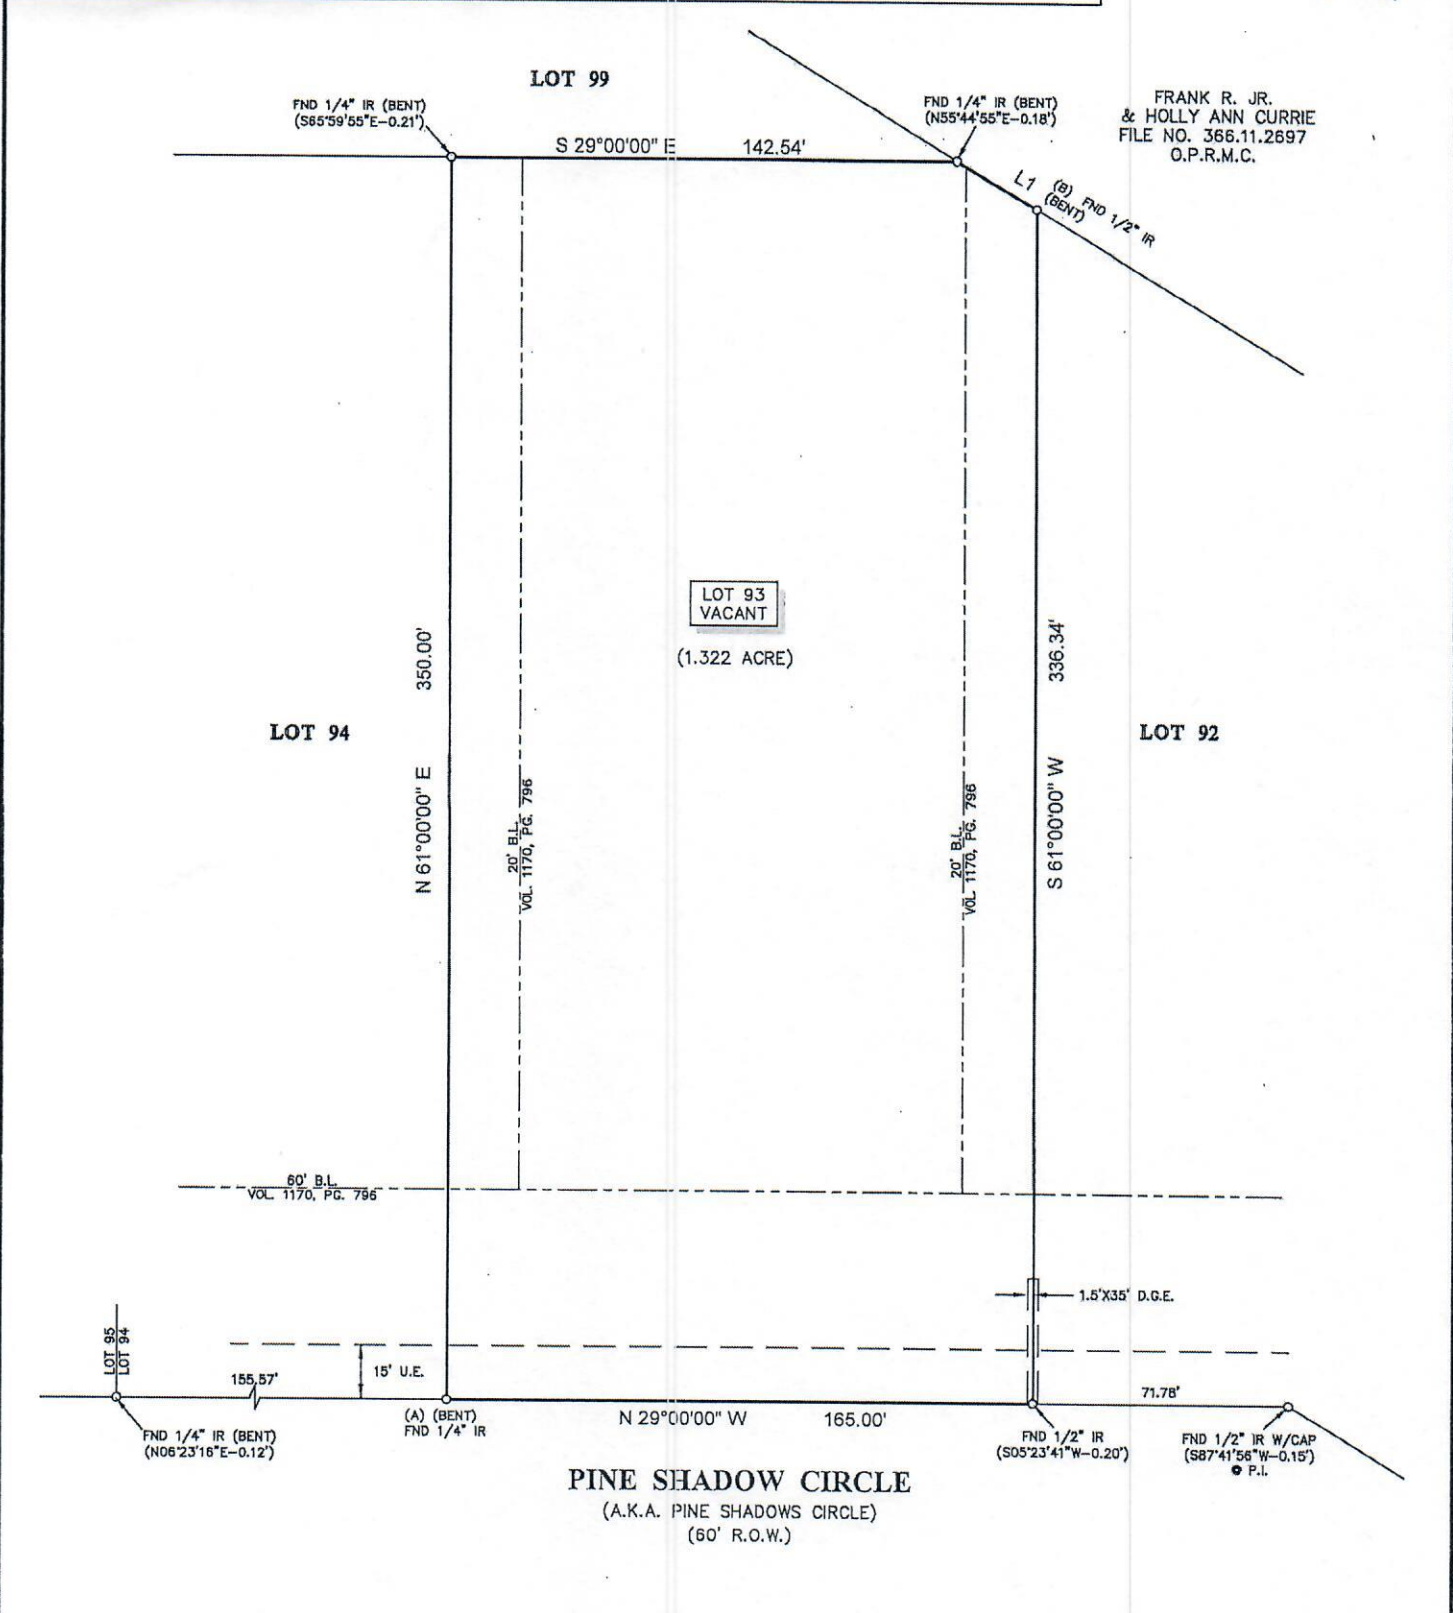 LOT 99
FND 1/4" IR (BENT)
(S65°59'55"E-0.21')
FND 1/4" IR (BENT)
(N55°44'55"E-0.18')
FRANK R. JR.
& HOLLY ANN CURRIE
FILE NO. 366.11.2697
O.P.R.M.C.
S 29°00'00" E 142.54'
L1
(B) FND 1/2" IR
(BENT)
LOT 93
VACANT
(1.322 ACRE)
N 61°00'00" E 350.00'
S 61°00'00" W 336.34'
LOT 94
LOT 92
20' B.L.
VOL. 1170, PG. 796
20' B.L.
VOL. 1170, PG. 796
60' B.L.
VOL. 1170, PG. 796
1.5'X35' D.G.E.
LOT 95
LOT 94
155.57'
15' U.E.
71.78'
(A) (BENT)
FND 1/4" IR
N 29°00'00" W 165.00'
FND 1/4" IR (BENT)
(N06°23'16"E-0.12')
FND 1/2" IR
(S05°23'41"W-0.20')
FND 1/2" IR W/CAP
(S87°41'56"W-0.15')
@ P.I.
PINE SHADOW CIRCLE
(A.K.A. PINE SHADOWS CIRCLE)
(60' R.O.W.)